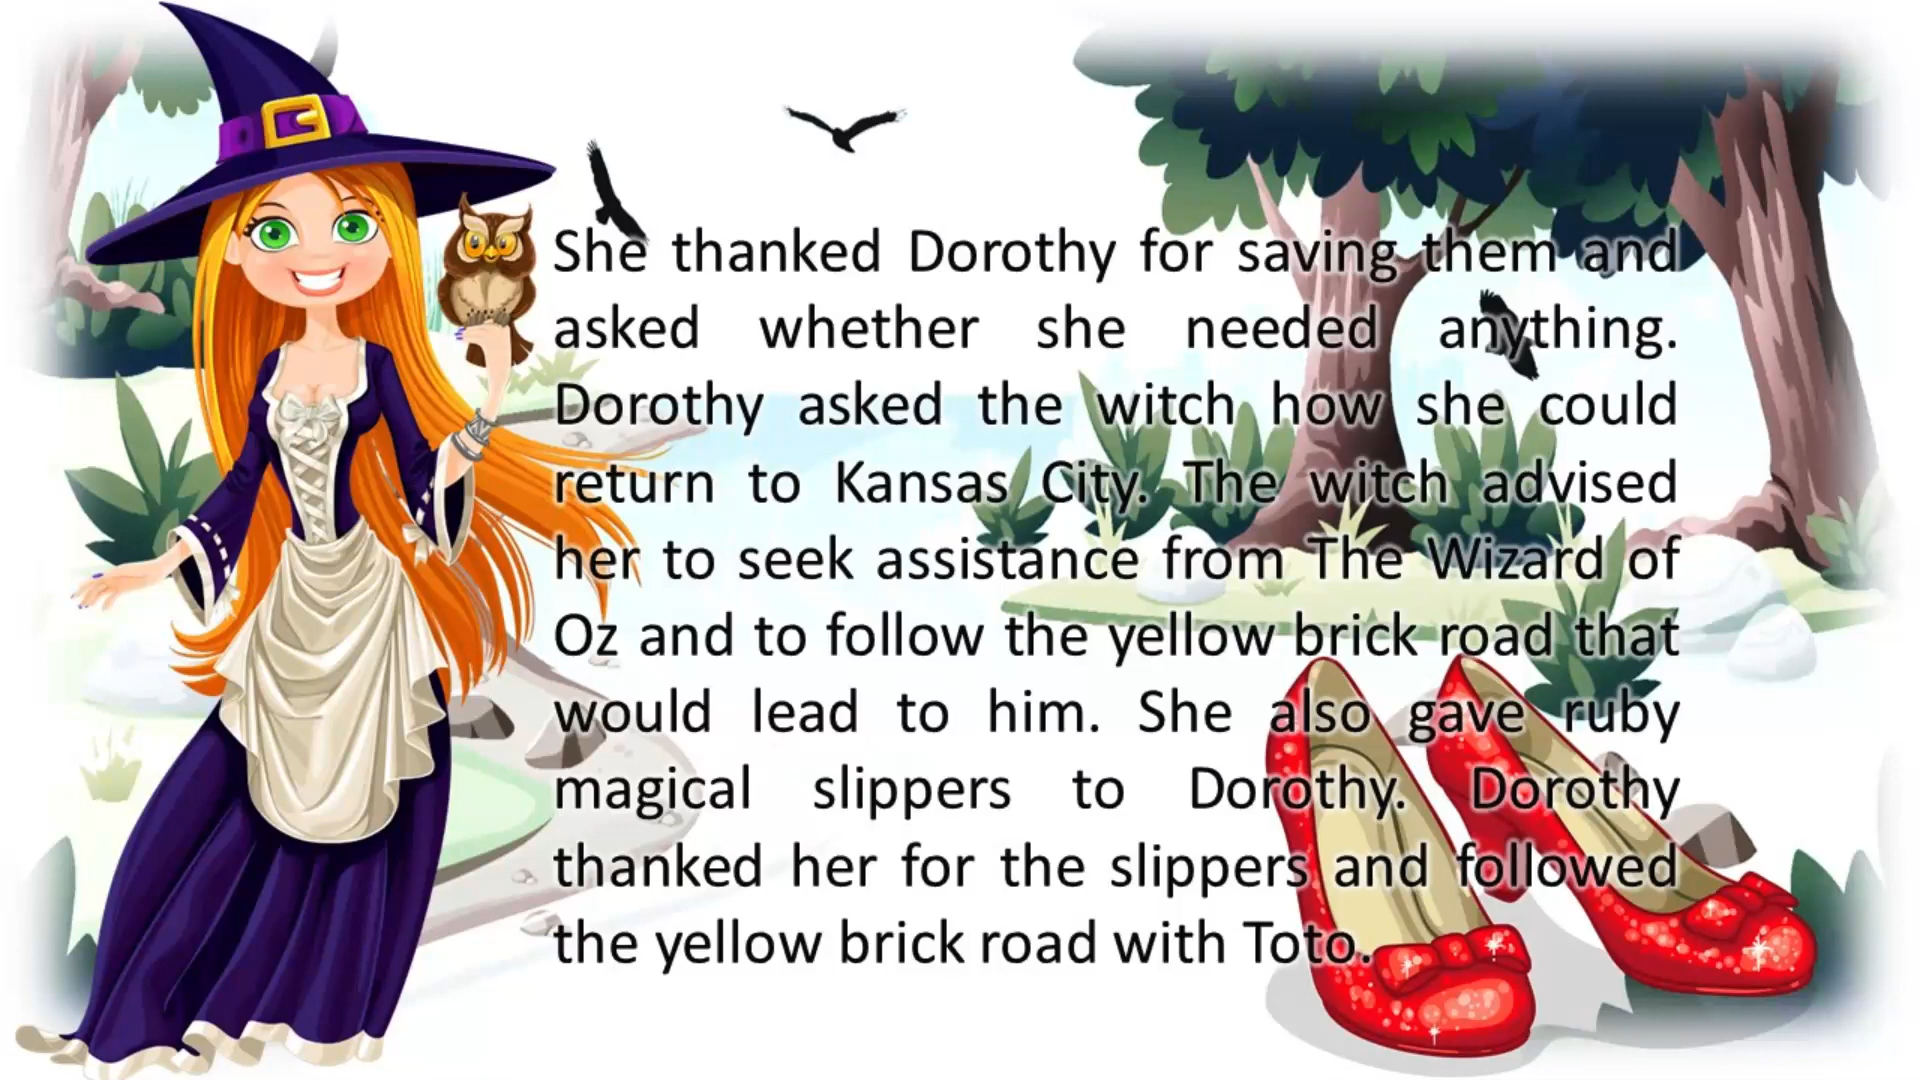 She thanked Dorothy for saving them and
asked whether she needed anything.
Dorothy asked the witch how she could
return to Kansas City. The witch advised
her to seek assistance from The Wizard of
Oz and to follow the yellow brick road that
would lead to him. She also gave ruby
magical slippers to Dorothy. Dorothy
thanked her for the slippers and followed
the yellow brick road with Toto.